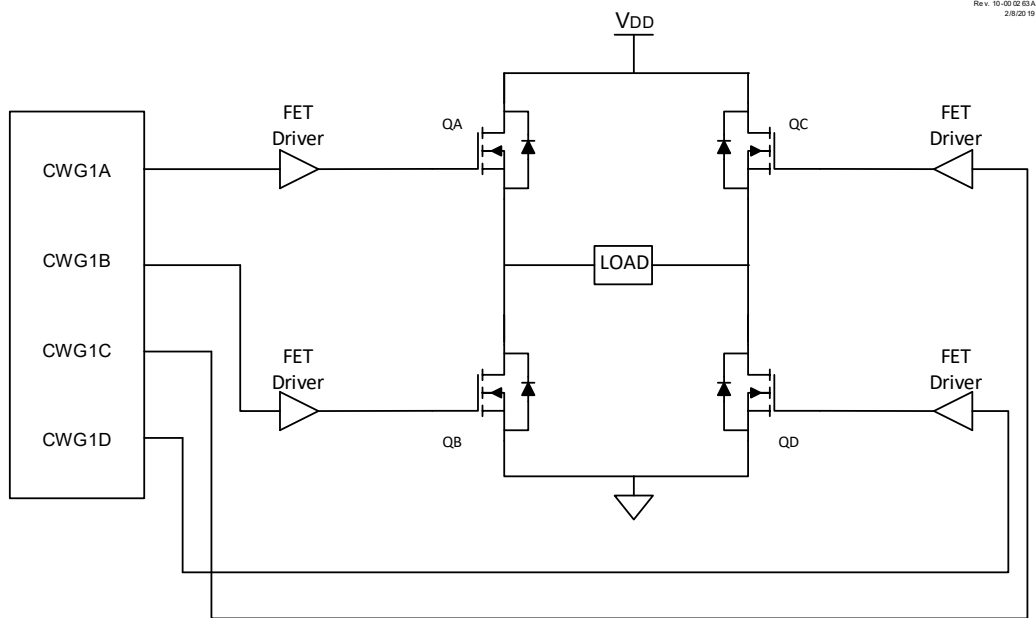 Rev. 10-000263A
2/8/2019
VDD
FET
Driver
QA
QC
FET
Driver
CWG1A
CWG1B
LOAD
CWG1C
FET
Driver
FET
Driver
CWG1D
QB
QD